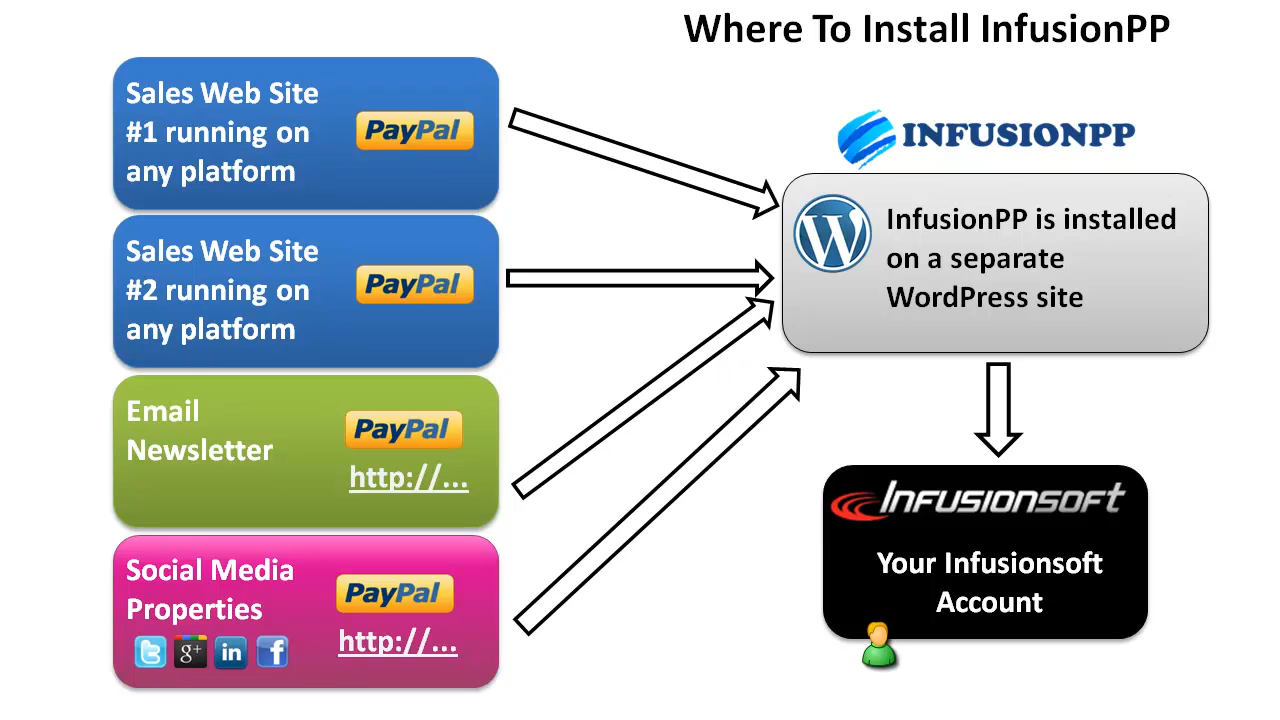 Where To Install InfusionPP
Sales Web Site
#1 running on
any platform
PayPal
Sales Web Site
#2 running on
any platform
PayPal
Email
Newsletter
PayPal
http://...
Social Media
Properties
PayPal
http://...
g+
in
f
INFUSIONPP
W
InfusionPP is installed
on a separate
WordPress site
INFUSIONSOFT
Your Infusionsoft
Account